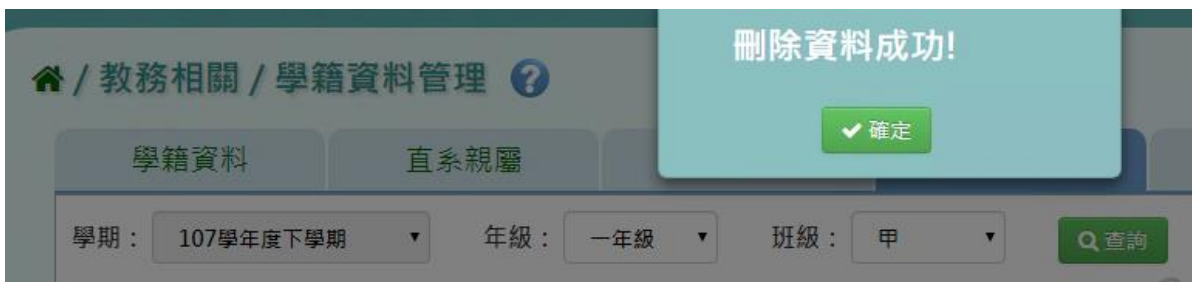 刪除資料成功!
確定
/ 教務相關 / 學籍資料管理 ?
學籍資料 直系親屬
學期： 107學年度下學期 年級： 一年級 班級： 甲 查詢